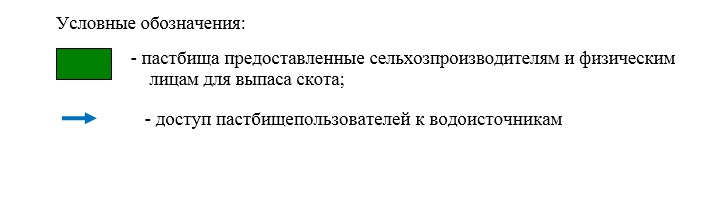 Условные обозначения:
- пастбища предоставленные сельхозпроизводителям и физическим
лицам для выпаса скота;
- доступ пастбищепользователей к водоисточникам